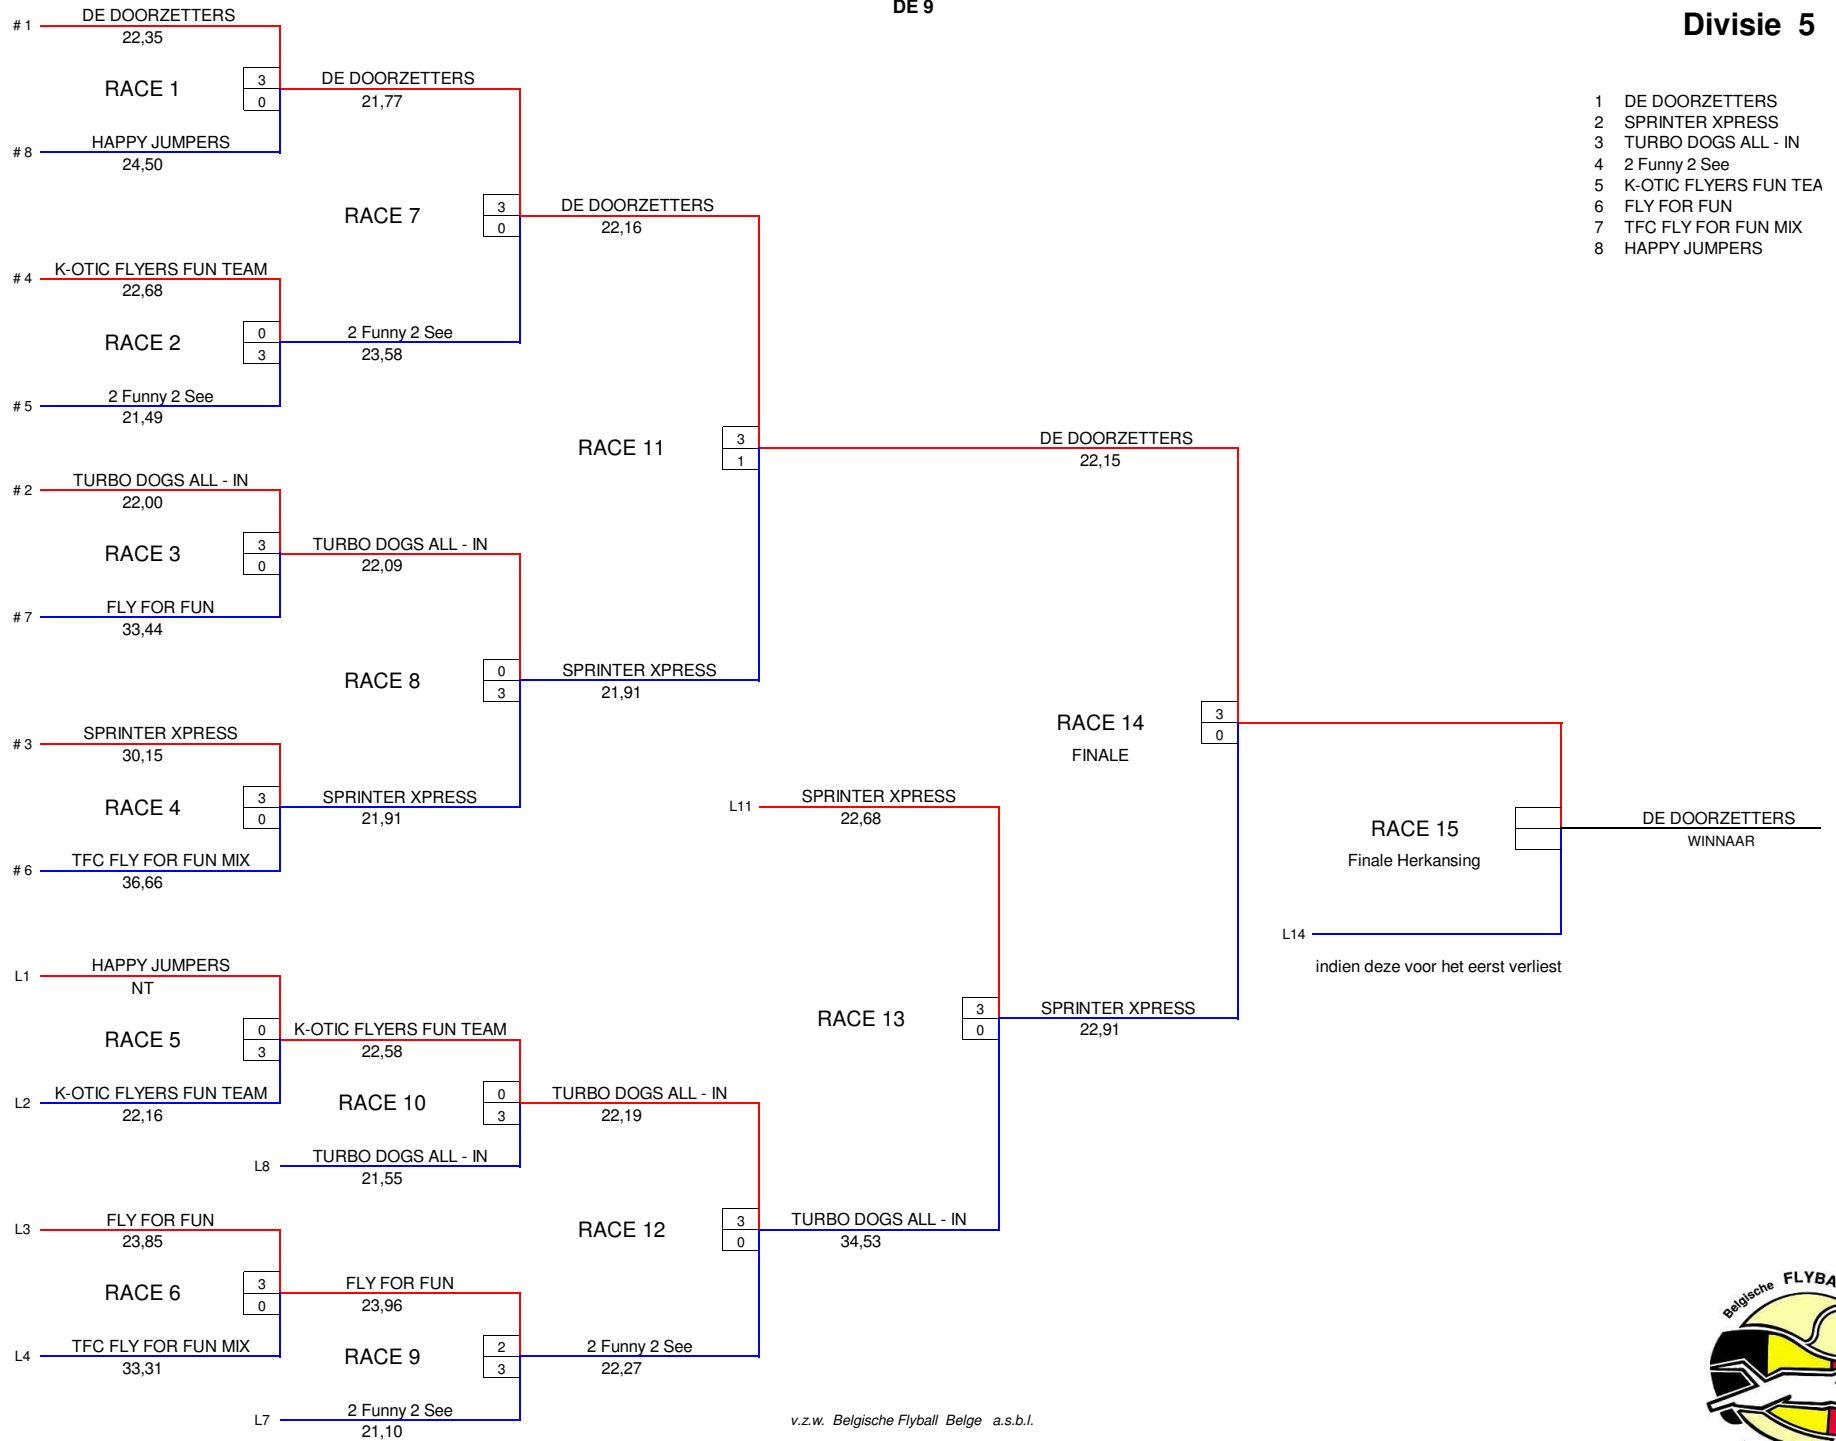 DE 9
Divisie 5
1 DE DOORZETTERS
2 SPRINTER XPRESS
3 TURBO DOGS ALL - IN
4 2 Funny 2 See
5 K-OTIC FLYERS FUN TEA
6 FLY FOR FUN
7 TFC FLY FOR FUN MIX
8 HAPPY JUMPERS
# 1 DE DOORZETTERS
22,35
RACE 1 3
0
# 8 HAPPY JUMPERS
24,50
DE DOORZETTERS
21,77
RACE 7 3
0
# 4 K-OTIC FLYERS FUN TEAM
22,68
RACE 2 0
3
# 5 2 Funny 2 See
21,49
2 Funny 2 See
23,58
DE DOORZETTERS
22,16
RACE 11 3
1
# 2 TURBO DOGS ALL - IN
22,00
RACE 3 3
0
# 7 FLY FOR FUN
33,44
TURBO DOGS ALL - IN
22,09
RACE 8 0
3
# 3 SPRINTER XPRESS
30,15
RACE 4 3
0
# 6 TFC FLY FOR FUN MIX
36,66
SPRINTER XPRESS
21,91
SPRINTER XPRESS
21,91
DE DOORZETTERS
22,15
RACE 14 3
FINALE 0
L11 SPRINTER XPRESS
22,68
RACE 15
Finale Herkansing
DE DOORZETTERS
WINNAAR
L14
indien deze voor het eerst verliest
L1 HAPPY JUMPERS
NT
RACE 5 0
3
L2 K-OTIC FLYERS FUN TEAM
22,16
K-OTIC FLYERS FUN TEAM
22,58
RACE 10 0
3
L8 TURBO DOGS ALL - IN
21,55
TURBO DOGS ALL - IN
22,19
RACE 13 3
0
SPRINTER XPRESS
22,91
L3 FLY FOR FUN
23,85
RACE 6 3
0
L4 TFC FLY FOR FUN MIX
33,31
FLY FOR FUN
23,96
RACE 9 2
3
L7 2 Funny 2 See
21,10
RACE 12 3
0
2 Funny 2 See
22,27
TURBO DOGS ALL - IN
34,53
v.z.w. Belgische Flyball Belge a.s.b.l.
Belgische FLYBA